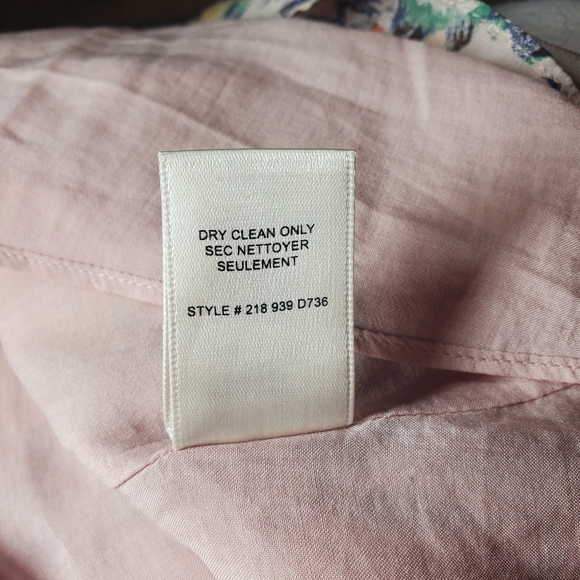 DRY CLEAN ONLY
SEC NETTOYER
SEULEMENT
STYLE # 218 939 D736